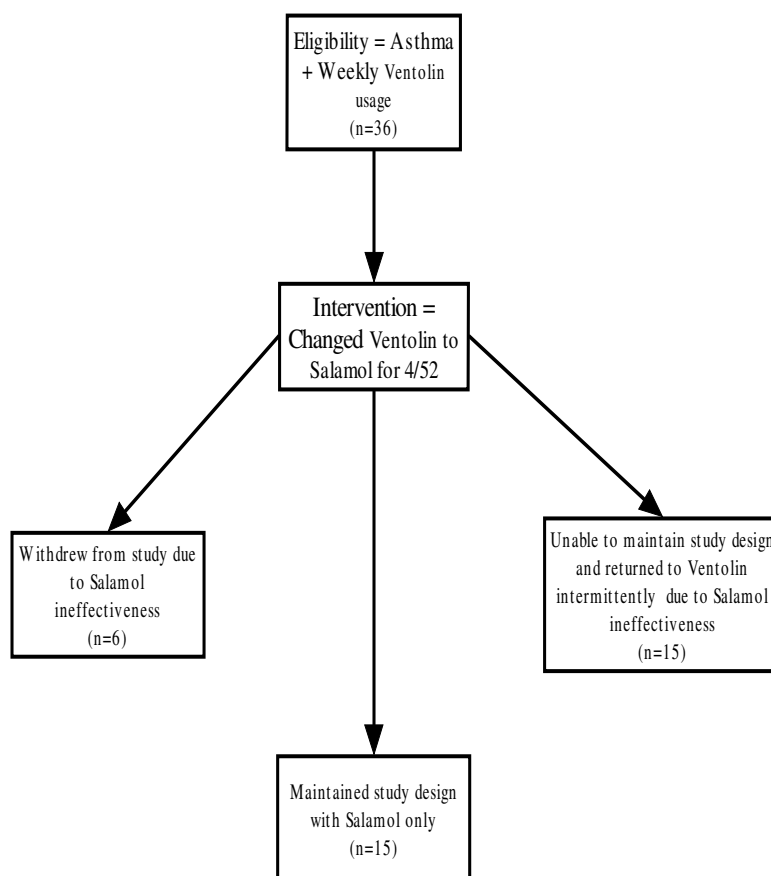 Eligibility = Asthma
+ Weekly Ventolin
usage
(n=36)
Intervention =
Changed Ventolin to
Salamol for 4/52
Withdrew from study due
to Salamol
ineffectiveness
(n=6)
Unable to maintain study design
and returned to Ventolin
intermittently due to Salamol
ineffectiveness
(n=15)
Maintained study design
with Salamol only
(n=15)